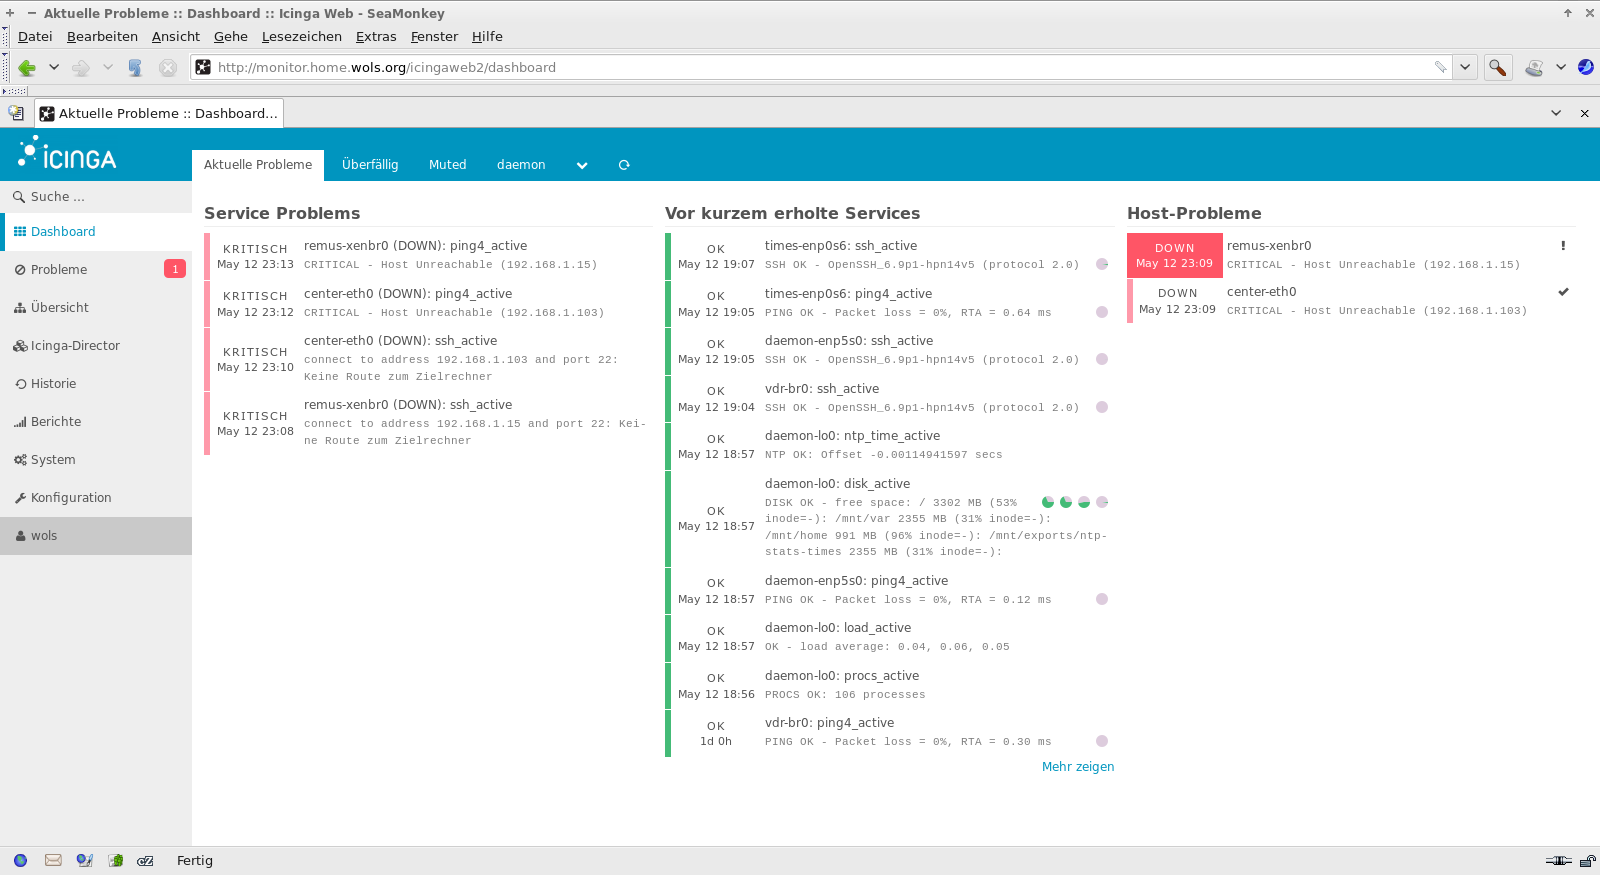 Aktuelle Probleme :: Dashboard :: Icinga Web - SeaMonkey
Datei Bearbeiten Ansicht Gehe Lesezeichen Extras Fenster Hilfe
http://monitor.home.wols.org/icingaweb2/dashboard
Aktuelle Probleme :: Dashboard...
ICINGA
Aktuelle Probleme Überfällig Muted daemon
Suche ...
Dashboard
Probleme 1
Übersicht
Icinga-Director
Historie
Berichte
System
Konfiguration
wols
Service Problems
KRITISCH remus-xenbr0 (DOWN): ping4_active
May 12 23:13 CRITICAL - Host Unreachable (192.168.1.15)
KRITISCH center-eth0 (DOWN): ping4_active
May 12 23:12 CRITICAL - Host Unreachable (192.168.1.103)
center-eth0 (DOWN): ssh_active
KRITISCH connect to address 192.168.1.103 and port 22:
May 12 23:10 Keine Route zum Zielrechner
remus-xenbr0 (DOWN): ssh_active
KRITISCH connect to address 192.168.1.15 and port 22: Kei-
May 12 23:08 ne Route zum Zielrechner
Vor kurzem erholte Services
OK times-enp0s6: ssh_active
May 12 19:07 SSH OK - OpenSSH_6.9p1-hpn14v5 (protocol 2.0)
OK times-enp0s6: ping4_active
May 12 19:05 PING OK - Packet loss = 0%, RTA = 0.64 ms
OK daemon-enp5s0: ssh_active
May 12 19:05 SSH OK - OpenSSH_6.9p1-hpn14v5 (protocol 2.0)
OK vdr-br0: ssh_active
May 12 19:04 SSH OK - OpenSSH_6.9p1-hpn14v5 (protocol 2.0)
OK daemon-lo0: ntp_time_active
May 12 18:57 NTP OK: Offset -0.00114941597 secs
daemon-lo0: disk_active
DISK OK - free space: / 3302 MB (53%
OK inode=-): /mnt/var 2355 MB (31% inode=-):
May 12 18:57 /mnt/home 991 MB (96% inode=-): /mnt/exports/ntp-
stats-times 2355 MB (31% inode=-):
OK daemon-enp5s0: ping4_active
May 12 18:57 PING OK - Packet loss = 0%, RTA = 0.12 ms
OK daemon-lo0: load_active
May 12 18:57 OK - load average: 0.04, 0.06, 0.05
OK daemon-lo0: procs_active
May 12 18:56 PROCS OK: 106 processes
OK vdr-br0: ping4_active
1d 0h PING OK - Packet loss = 0%, RTA = 0.30 ms
Mehr zeigen
Host-Probleme
DOWN remus-xenbr0
May 12 23:09 CRITICAL - Host Unreachable (192.168.1.15)
DOWN center-eth0
May 12 23:09 CRITICAL - Host Unreachable (192.168.1.103)
Fertig